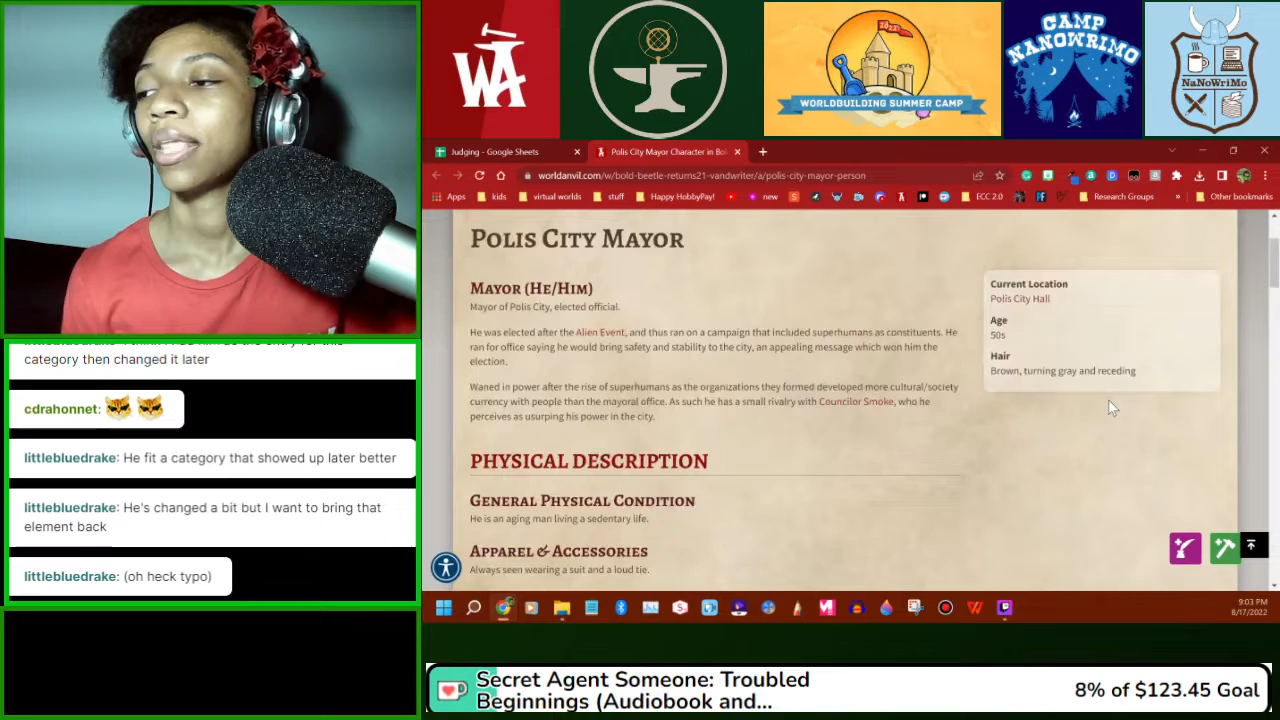 category then changed it later
cdrahonnet:
littlebluedrake: He fit a category that showed up later better
littlebluedrake: He's changed a bit but I want to bring that
element back
littlebluedrake: (oh heck typo)
WA
WORLDBUILDING SUMMER CAMP
2022
CAMP
NANOWRIMO
NaNoWriMo
Judging - Google Sheets
Polis City Mayor Character in Bol
worldanvil.com/w/bold-beetle-returns21-vandwriter/a/polis-city-mayor-person
Apps
kids
virtual worlds
stuff
Happy HobbyPay!
new
ECC 2.0
Research Groups
»
Other bookmarks
Polis City Mayor
Mayor (He/Him)
Mayor of Polis City, elected official.
He was elected after the Alien Event, and thus ran on a campaign that included superhumans as constituents. He
ran for office saying he would bring safety and stability to the city, an appealing message which won him the
election.
Waned in power after the rise of superhumans as the organizations they formed developed more cultural/society
currency with people than the mayoral office. As such he has a small rivalry with Councilor Smoke, who he
perceives as usurping his power in the city.
PHYSICAL DESCRIPTION
General Physical Condition
He is an aging man living a sedentary life.
Apparel & Accessories
Always seen wearing a suit and a loud tie.
Current Location
Polis City Hall
Age
50s
Hair
Brown, turning gray and receding
9:03 PM
8/17/2022
Secret Agent Someone: Troubled
Beginnings (Audiobook and...
8% of $123.45 Goal